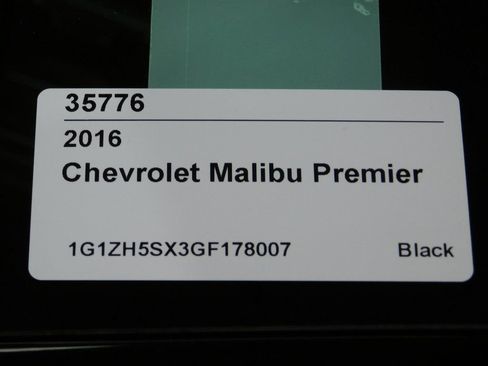 35776
2016
Chevrolet Malibu Premier
1G1ZH5SX3GF178007 Black